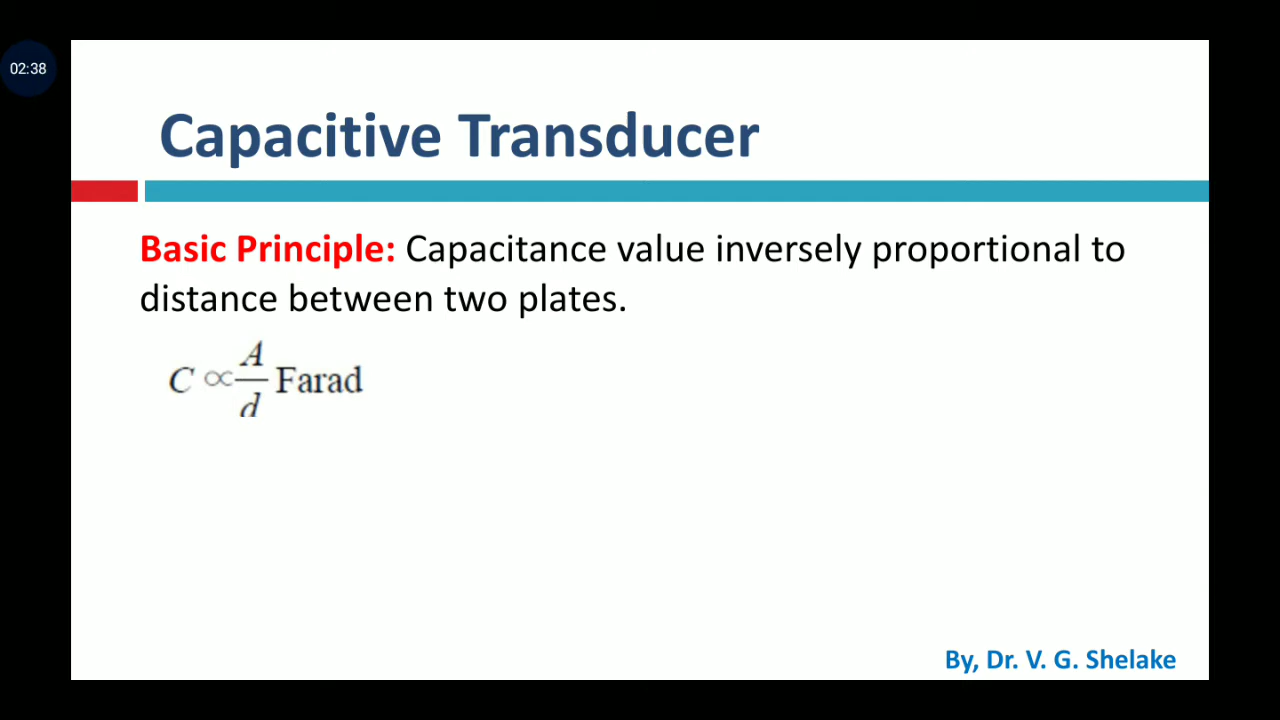 02:38
Capacitive Transducer
Basic Principle: Capacitance value inversely proportional to
distance between two plates.
C ∝ A/d Farad
By, Dr. V. G. Shelake